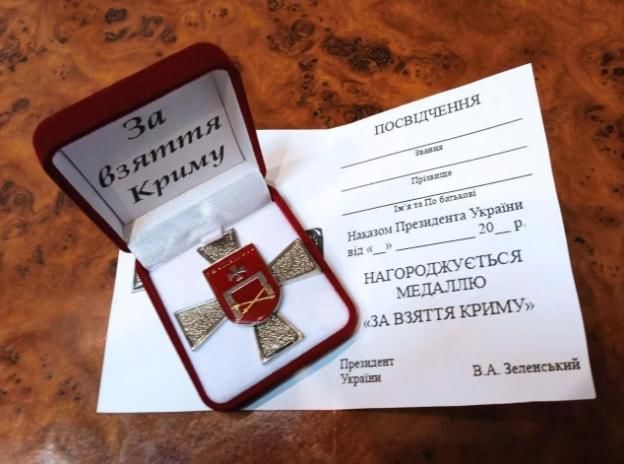 За
взяття
Криму
ПОСВІДЧЕННЯ
Звання
Прізвище
Ім'я та По батькові
Наказом Президента України
від «__» __________ 20__ р.
НАГОРОДЖУЄТЬСЯ
МЕДАЛЛЮ
«ЗА ВЗЯТТЯ КРИМУ»
Президент
України
В.А. Зеленський